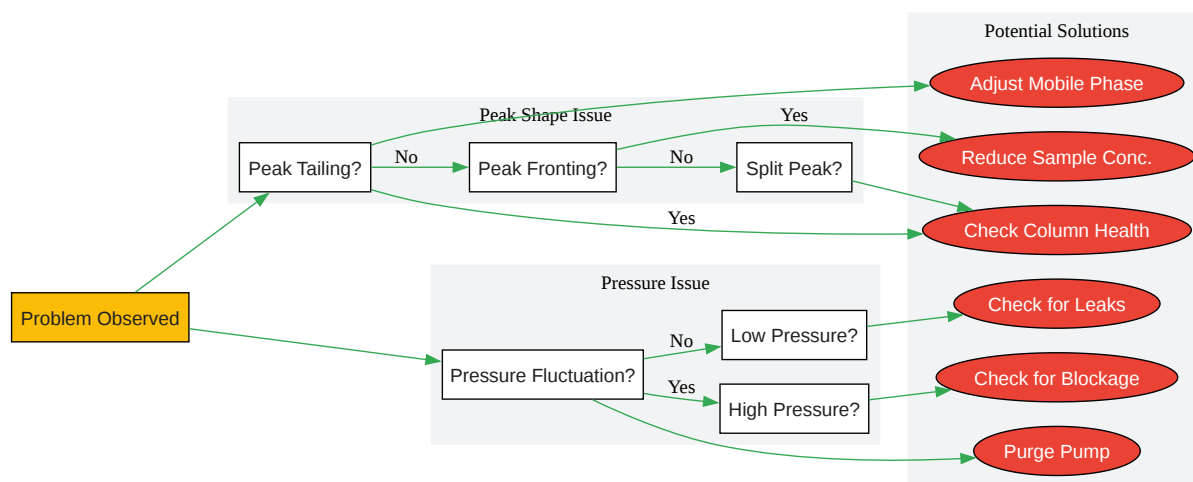 Potential Solutions
Adjust Mobile Phase
Peak Shape Issue
Yes
Peak Tailing?
No
Peak Fronting?
No
Split Peak?
Reduce Sample Conc.
Yes
Check Column Health
Pressure Issue
Problem Observed
Check for Leaks
Low Pressure?
No
Pressure Fluctuation?
Yes
High Pressure?
Check for Blockage
Purge Pump